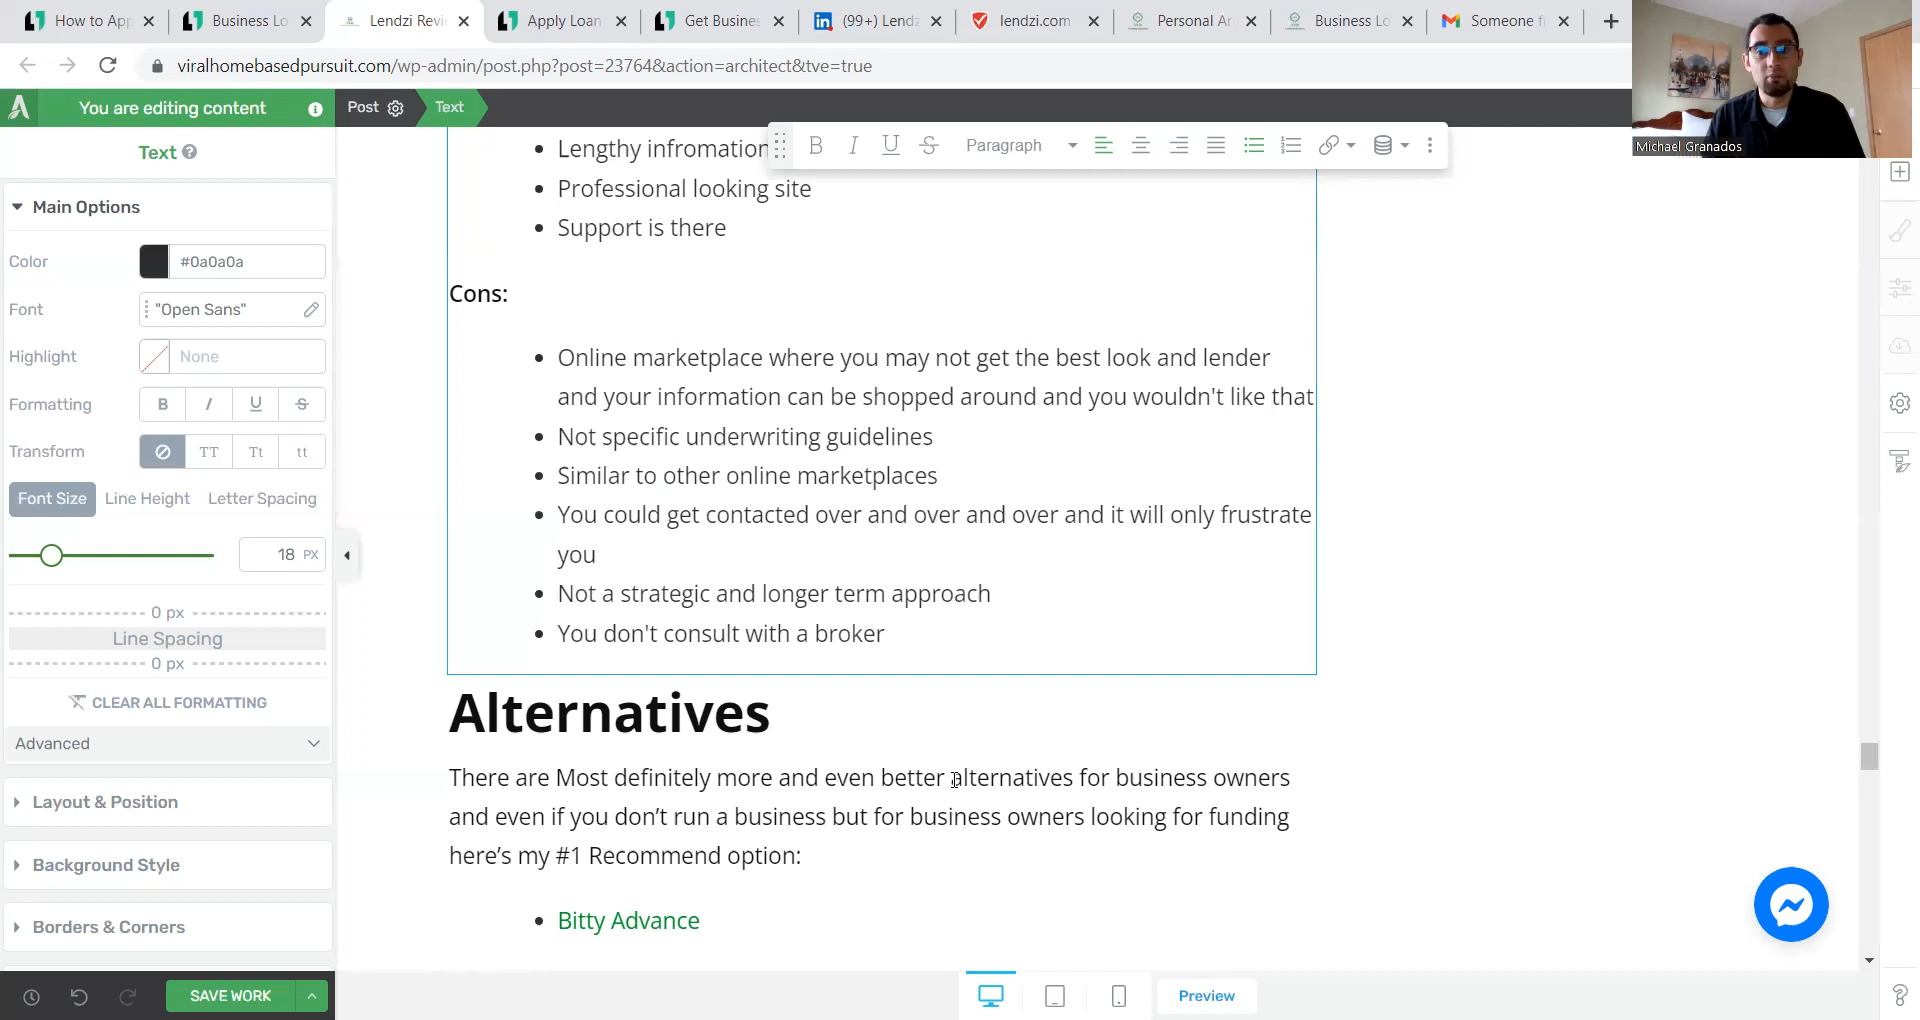 How to App
Business Lo
Lendzi Revie
Apply Loan
Get Busines
(99+) Lendz
lendzi.com
Personal An
Business Lo
Someone fi
viralhomebasedpursuit.com/wp-admin/post.php?post=23764&action=architect&tve=true
Michael Granados
You are editing content
Post
Text
Text
Paragraph
Main Options
Color
#0a0a0a
Font
"Open Sans"
Highlight
None
Formatting
B I U S
Transform
TT Tt tt
Font Size
Line Height
Letter Spacing
18 PX
0 px
Line Spacing
0 px
CLEAR ALL FORMATTING
Advanced
Layout & Position
Background Style
Borders & Corners
SAVE WORK
Lengthy infromation
Professional looking site
Support is there
Cons:
Online marketplace where you may not get the best look and lender
and your information can be shopped around and you wouldn't like that
Not specific underwriting guidelines
Similar to other online marketplaces
You could get contacted over and over and over and it will only frustrate
you
Not a strategic and longer term approach
You don't consult with a broker
Alternatives
There are Most definitely more and even better alternatives for business owners
and even if you don’t run a business but for business owners looking for funding
here’s my #1 Recommend option:
Bitty Advance
Preview